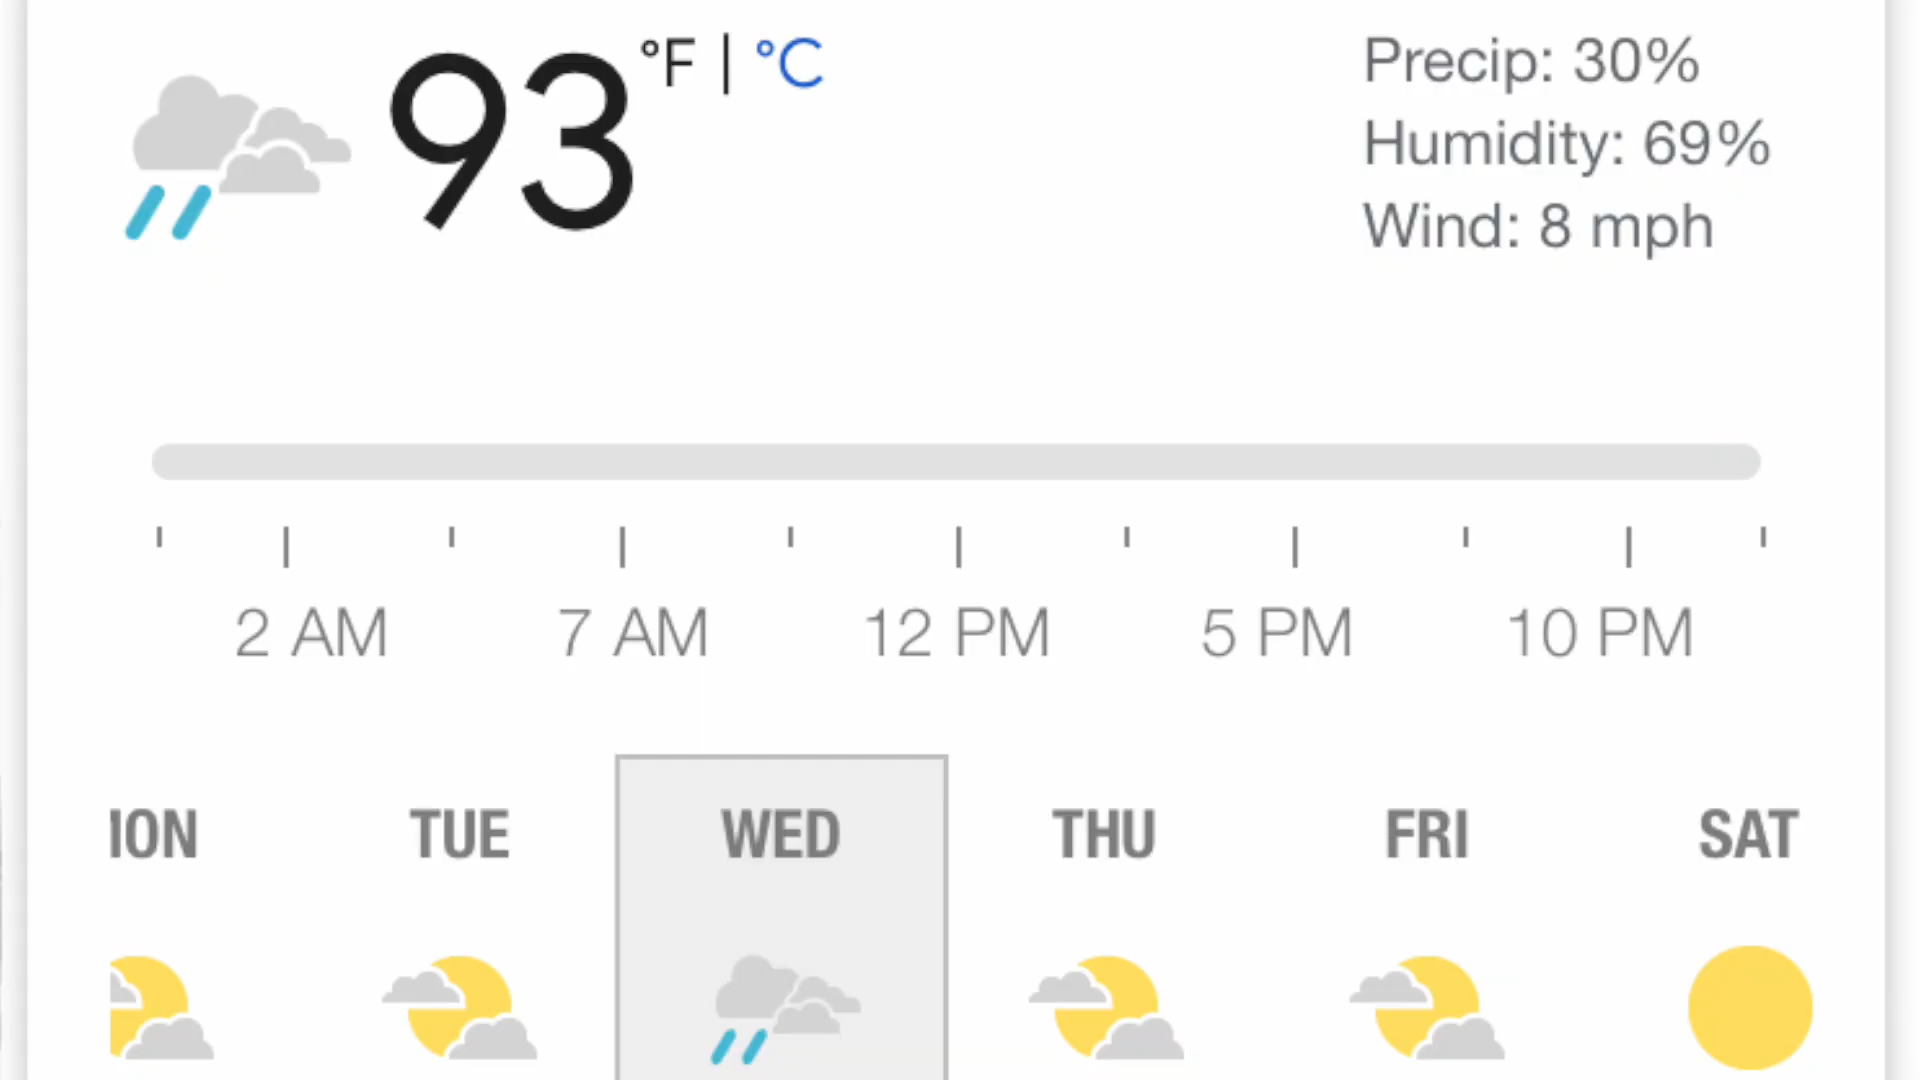 93 °F | °C
Precip: 30%
Humidity: 69%
Wind: 8 mph
2 AM 7 AM 12 PM 5 PM 10 PM
ION TUE WED THU FRI SAT